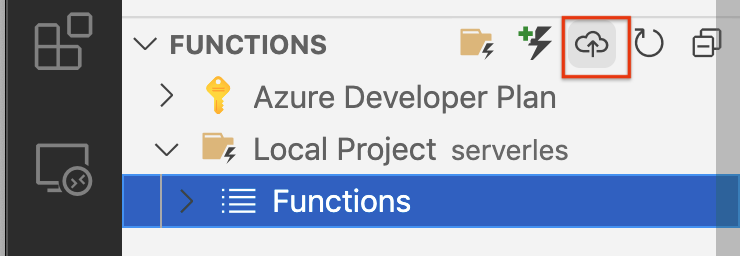 FUNCTIONS
Azure Developer Plan
Local Project serverles
Functions